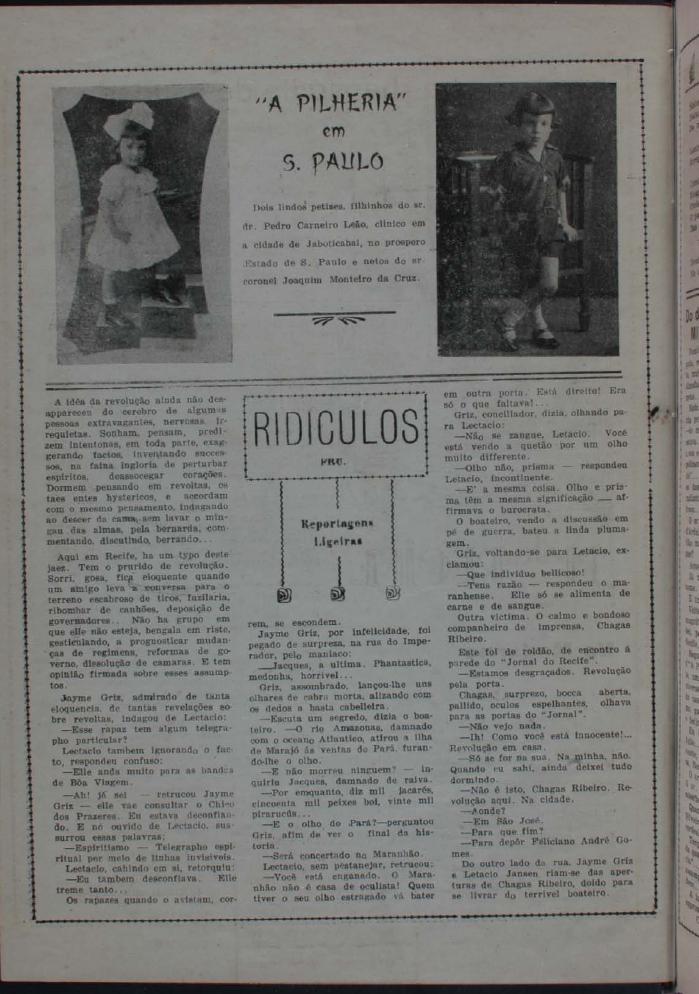 "A PILHERIA"
em
S. PAULO
Dois lindos petizes, filhinhos do sr.
dr. Pedro Carneiro Leão, clinico em
a cidade de Jaboticabal, no prospero
Estado de S. Paulo e netos do sr.
coronel Joaquim Monteiro da Cruz.
A idéa da revolução ainda não des-
appareceu do cerebro de algumas
pessoas extravagantes, nervosas, ir-
requietas. Sonham, pensam, predi-
zem intentonas, em toda parte, exag-
gerando factos, inventando succes-
sos, na faina ingloria de perturbar
espiritos, desasocegar corações.
Dormem pensando em revoltas, os
taes entes hystericos, e accordam
com o mesmo pensamento, indagando
ao descer da cama, sem lavar o min-
gau das almas, pela bernarda, com-
mentando, discutindo, berrando...
Aqui em Recife, ha um typo deste
jaez. Tem o prurido de revolução.
Sorri, gosa, fica eloquente quando
um amigo leva a conversa para o
terreno escabroso de tiros, fuzilaria,
ribombar de canhões, deposição de
governadores.. Não ha grupo em
que elle não esteja, bengala em riste,
gesticulando, a prognosticar mudan-
ças de regimens, reformas de go-
verno, dissolução de camaras. E tem
opinião firmada sobre esses assump-
tos.
Jayme Griz, admirado de tanta
eloquencia, de tantas revelações so-
bre revoltas, indagou de Lectacio:
—Esse rapaz tem algum telegra-
pho particular?
Lectacio tambem ignorando o fac-
to, respondeu confuso:
—Elle anda muito para as bandas
de Bôa Viagem.
—Ah! já sei — retrucou Jayme
Griz — elle vae consultar o Chico
dos Prazeres. Eu estava deconfian-
do. E no ouvido de Lectacio, sus-
surrou essas palavras;
—Espiritismo — Telegrapho espi-
ritual por meio de linhas invisiveis.
Lectacio, cahindo em si, retorquiu:
—Eu tambem desconfiava. Elle
treme tanto...
Os rapazes quando o avistam, cor-
RIDICULOS
FRU.
Reportagens
Ligeiras
rem, se escondem.
Jayme Griz, por infelicidade, foi
pegado de surpreza, na rua do Impe-
rador, pelo maniaco:
—Jacques, a ultima. Phantastica,
medonha, horrivel...
Griz, assombrado, lançou-lhe uns
olhares de cabra morta, alizando com
os dedos a basta cabelleira.
—Escuta um segredo, dizia o boa-
teiro. —O rio Amazonas, damnado
com o oceano Atlantico, atirou a ilha
de Marajó ás ventas do Pará, furan-
do-lhe o olho.
—E não morreu ninguem? — in-
quiriu Jacques, damnado de raiva.
—Por emquanto, diz mil jacarés,
cincoenta mil peixes boi, vinte mil
pirarucús...
—E o olho do Pará?—perguntou
Griz, afim de ver o final da his-
toria.
—Será concertado no Maranhão.
Lectacio, sem pestanejar, retrucou:
—Você está enganado. O Mara-
nhão não é casa de oculista! Quem
tiver o seu olho estragado vá bater
em outra porta. Está direito! Era
só o que faltava!...
Griz, concillador, dizia, olhando pa-
ra Lectacio:
—Não se zangue, Letacio. Você
está vendo a quetão por um olho
muito differente.
—Olho não, prisma — respondeu
Letacio, incontinente.
—E' a mesma coisa. Olho e pris-
ma têm a mesma significação — af-
firmava o burocrata.
O boateiro, vendo a discussão em
pé de guerra, bateu a linda pluma-
gem.
Griz, voltando-se para Letacio, ex-
clamou:
—Que individuo bellicoso!
—Tens razão — respondeu o ma-
ranhense. Elle só se alimenta de
carne e de sangue.
Outra victima. O calmo e bondoso
companheiro de imprensa, Chagas
Ribeiro.
Este foi de roldão, de encontro á
parede do "Jornal do Recife".
—Estamos desgraçados. Revolução
pela porta.
Chagas, surprezo, bocca aberta,
pallido, oculos espelhantes, olhava
para as portas do "Jornal".
—Não vejo nada.
—Ih! Como você está innocente!...
Revolução em casa.
—Só se for na sua. Na minha, não.
Quando eu sahi, ainda deixei tudo
dormindo.
—Não é isto, Chagas Ribeiro. Re-
volução aqui. Na cidade.
—Aonde?
—Em São José.
—Para que fim?
—Para depôr Feliciano André Go-
mes.
Do outro lado da rua, Jayme Griz
e Letacio Jansen riam-se das aper-
turas de Chagas Ribeiro, doido para
se livrar do terrivel boateiro.